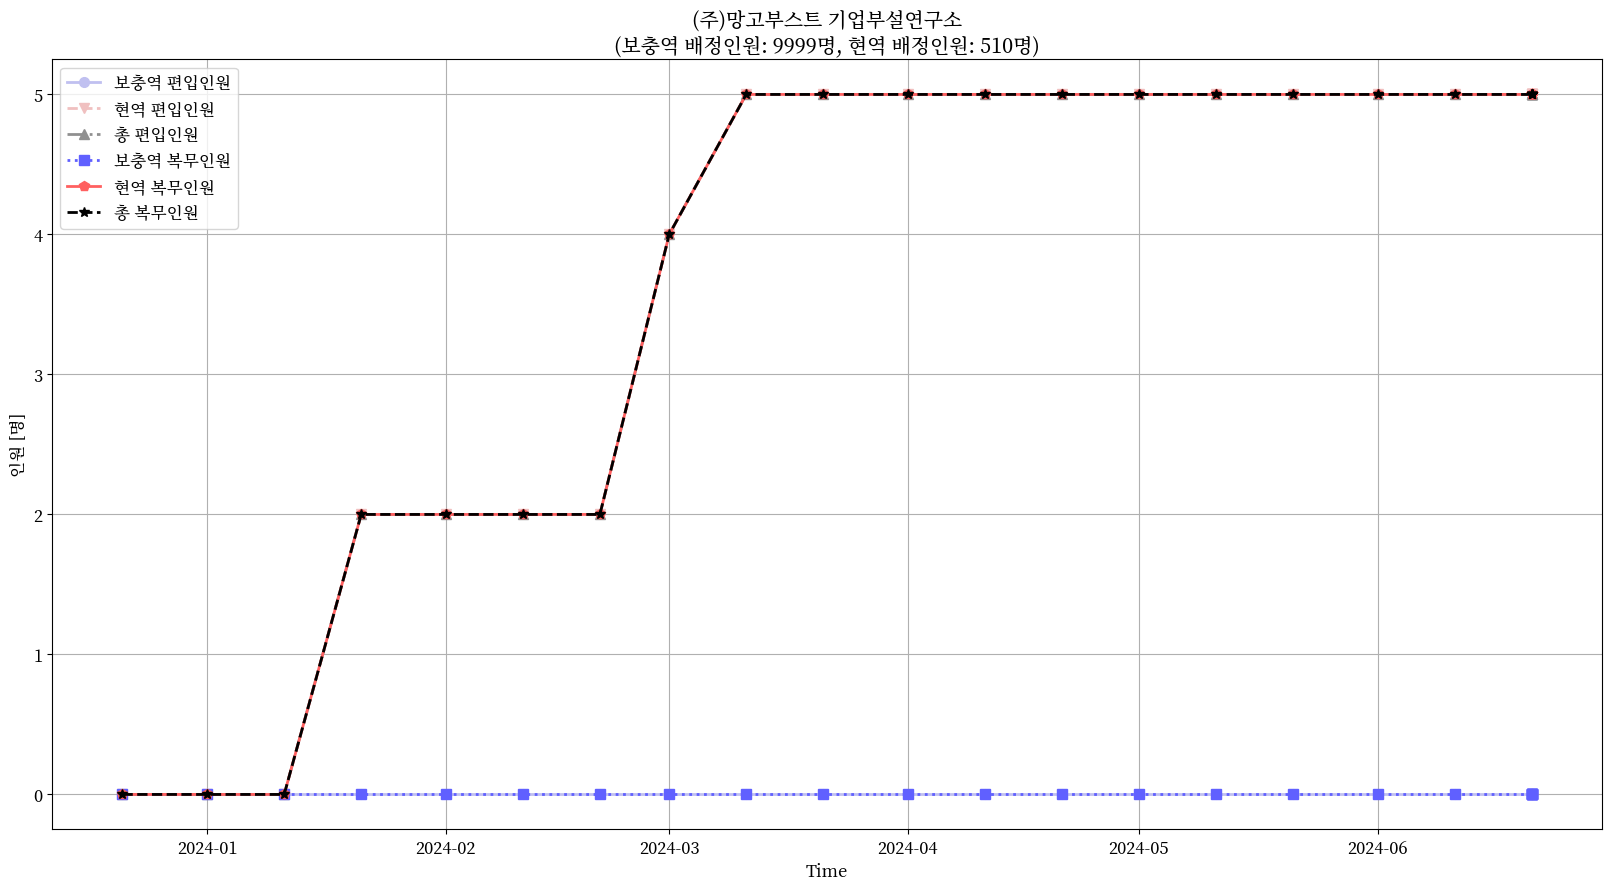 (주)망고부스트 기업부설연구소
(보충역 배정인원: 9999명, 현역 배정인원: 510명)
보충역 편입인원
현역 편입인원
총 편입인원
보충역 복무인원
현역 복무인원
총 복무인원
5
4
3
2
1
0
인원 [명]
2024-01
2024-02
2024-03
2024-04
2024-05
2024-06
Time